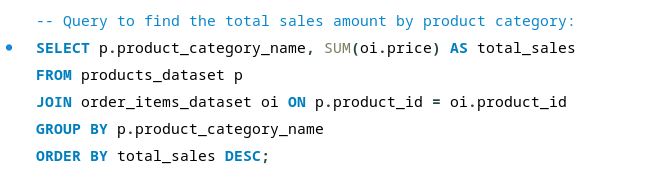 -- Query to find the total sales amount by product category:
SELECT p.product_category_name, SUM(oi.price) AS total_sales
FROM products_dataset p
JOIN order_items_dataset oi ON p.product_id = oi.product_id
GROUP BY p.product_category_name
ORDER BY total_sales DESC;